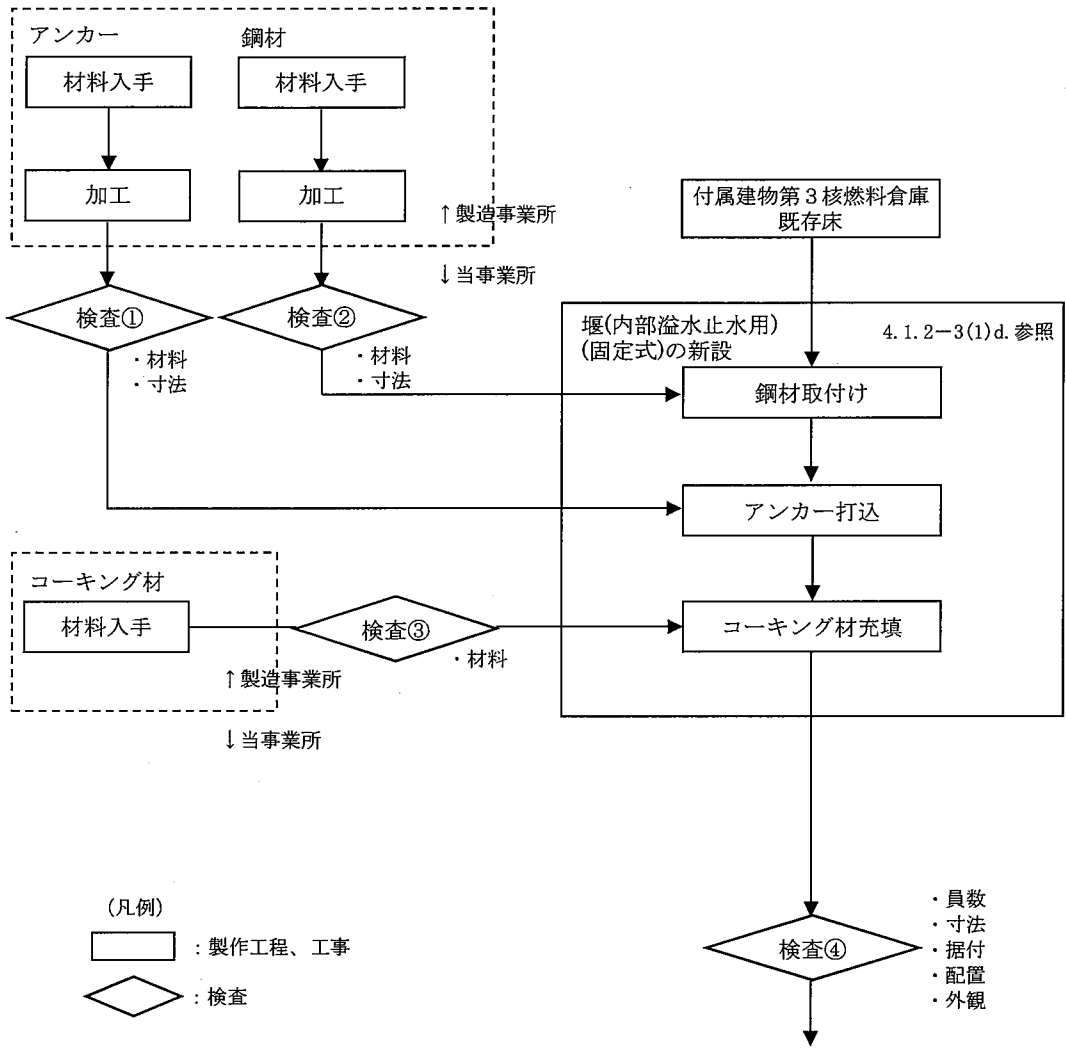 アンカー
鋼材
材料入手
材料入手
加工
加工
↑製造事業所
↓当事業所
検査①
・材料
・寸法
検査②
・材料
・寸法
付属建物第3核燃料倉庫
既存床
堰(内部溢水止水用)
(固定式)の新設
4.1.2-3(1)d.参照
鋼材取付け
アンカー打込
コーキング材充填
コーキング材
材料入手
検査③
・材料
↑製造事業所
↓当事業所
検査④
・員数
・寸法
・据付
・配置
・外観
(凡例)
:製作工程、工事
:検査